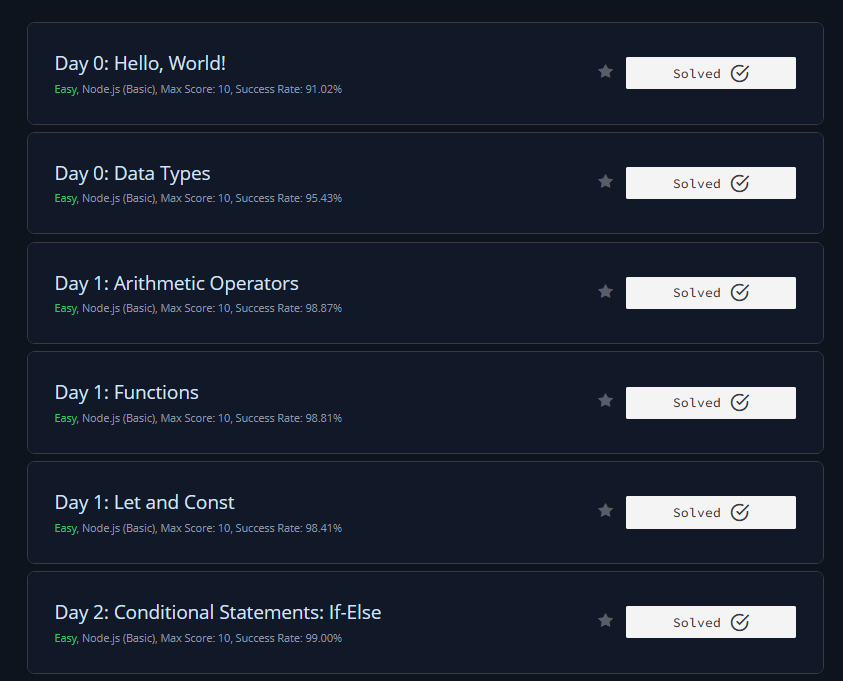 Day 0: Hello, World!
Easy, Node.js (Basic), Max Score: 10, Success Rate: 91.02%
Solved
Day 0: Data Types
Easy, Node.js (Basic), Max Score: 10, Success Rate: 95.43%
Solved
Day 1: Arithmetic Operators
Easy, Node.js (Basic), Max Score: 10, Success Rate: 98.87%
Solved
Day 1: Functions
Easy, Node.js (Basic), Max Score: 10, Success Rate: 98.81%
Solved
Day 1: Let and Const
Easy, Node.js (Basic), Max Score: 10, Success Rate: 98.41%
Solved
Day 2: Conditional Statements: If-Else
Easy, Node.js (Basic), Max Score: 10, Success Rate: 99.00%
Solved